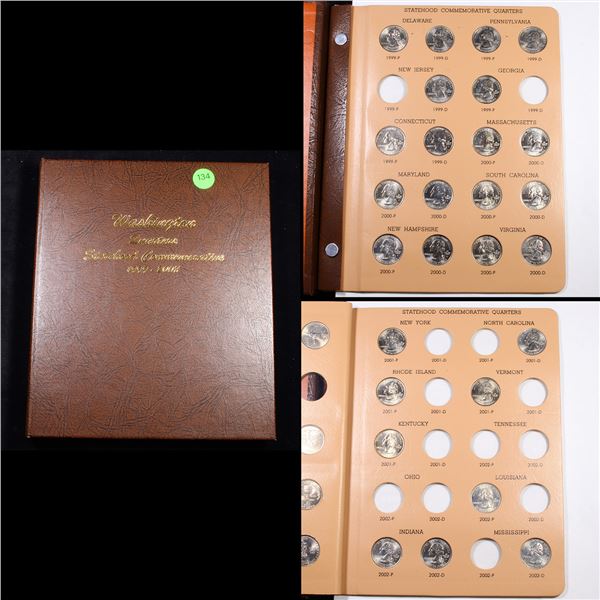 134
Washington
Quarters
Statehood Commemorative
STATEHOOD COMMEMORATIVE QUARTERS
DELAWARE PENNSYLVANIA
1999-P 1999-D 1999-P 1999-D
NEW JERSEY GEORGIA
1999-P 1999-D 1999-P 1999-D
CONNECTICUT MASSACHUSETTS
1999-P 1999-D 2000-P 2000-D
MARYLAND SOUTH CAROLINA
2000-P 2000-D 2000-P 2000-D
NEW HAMPSHIRE VIRGINIA
2000-P 2000-D 2000-P 2000-D
STATEHOOD COMMEMORATIVE QUARTERS
NEW YORK NORTH CAROLINA
2001-P 2001-D 2001-P 2001-D
RHODE ISLAND VERMONT
2001-P 2001-D 2001-P 2001-D
KENTUCKY TENNESSEE
2001-P 2001-D 2002-P 2002-D
OHIO LOUISIANA
2002-P 2002-D 2002-P 2002-D
INDIANA MISSISSIPPI
2002-P 2002-D 2002-P 2002-D